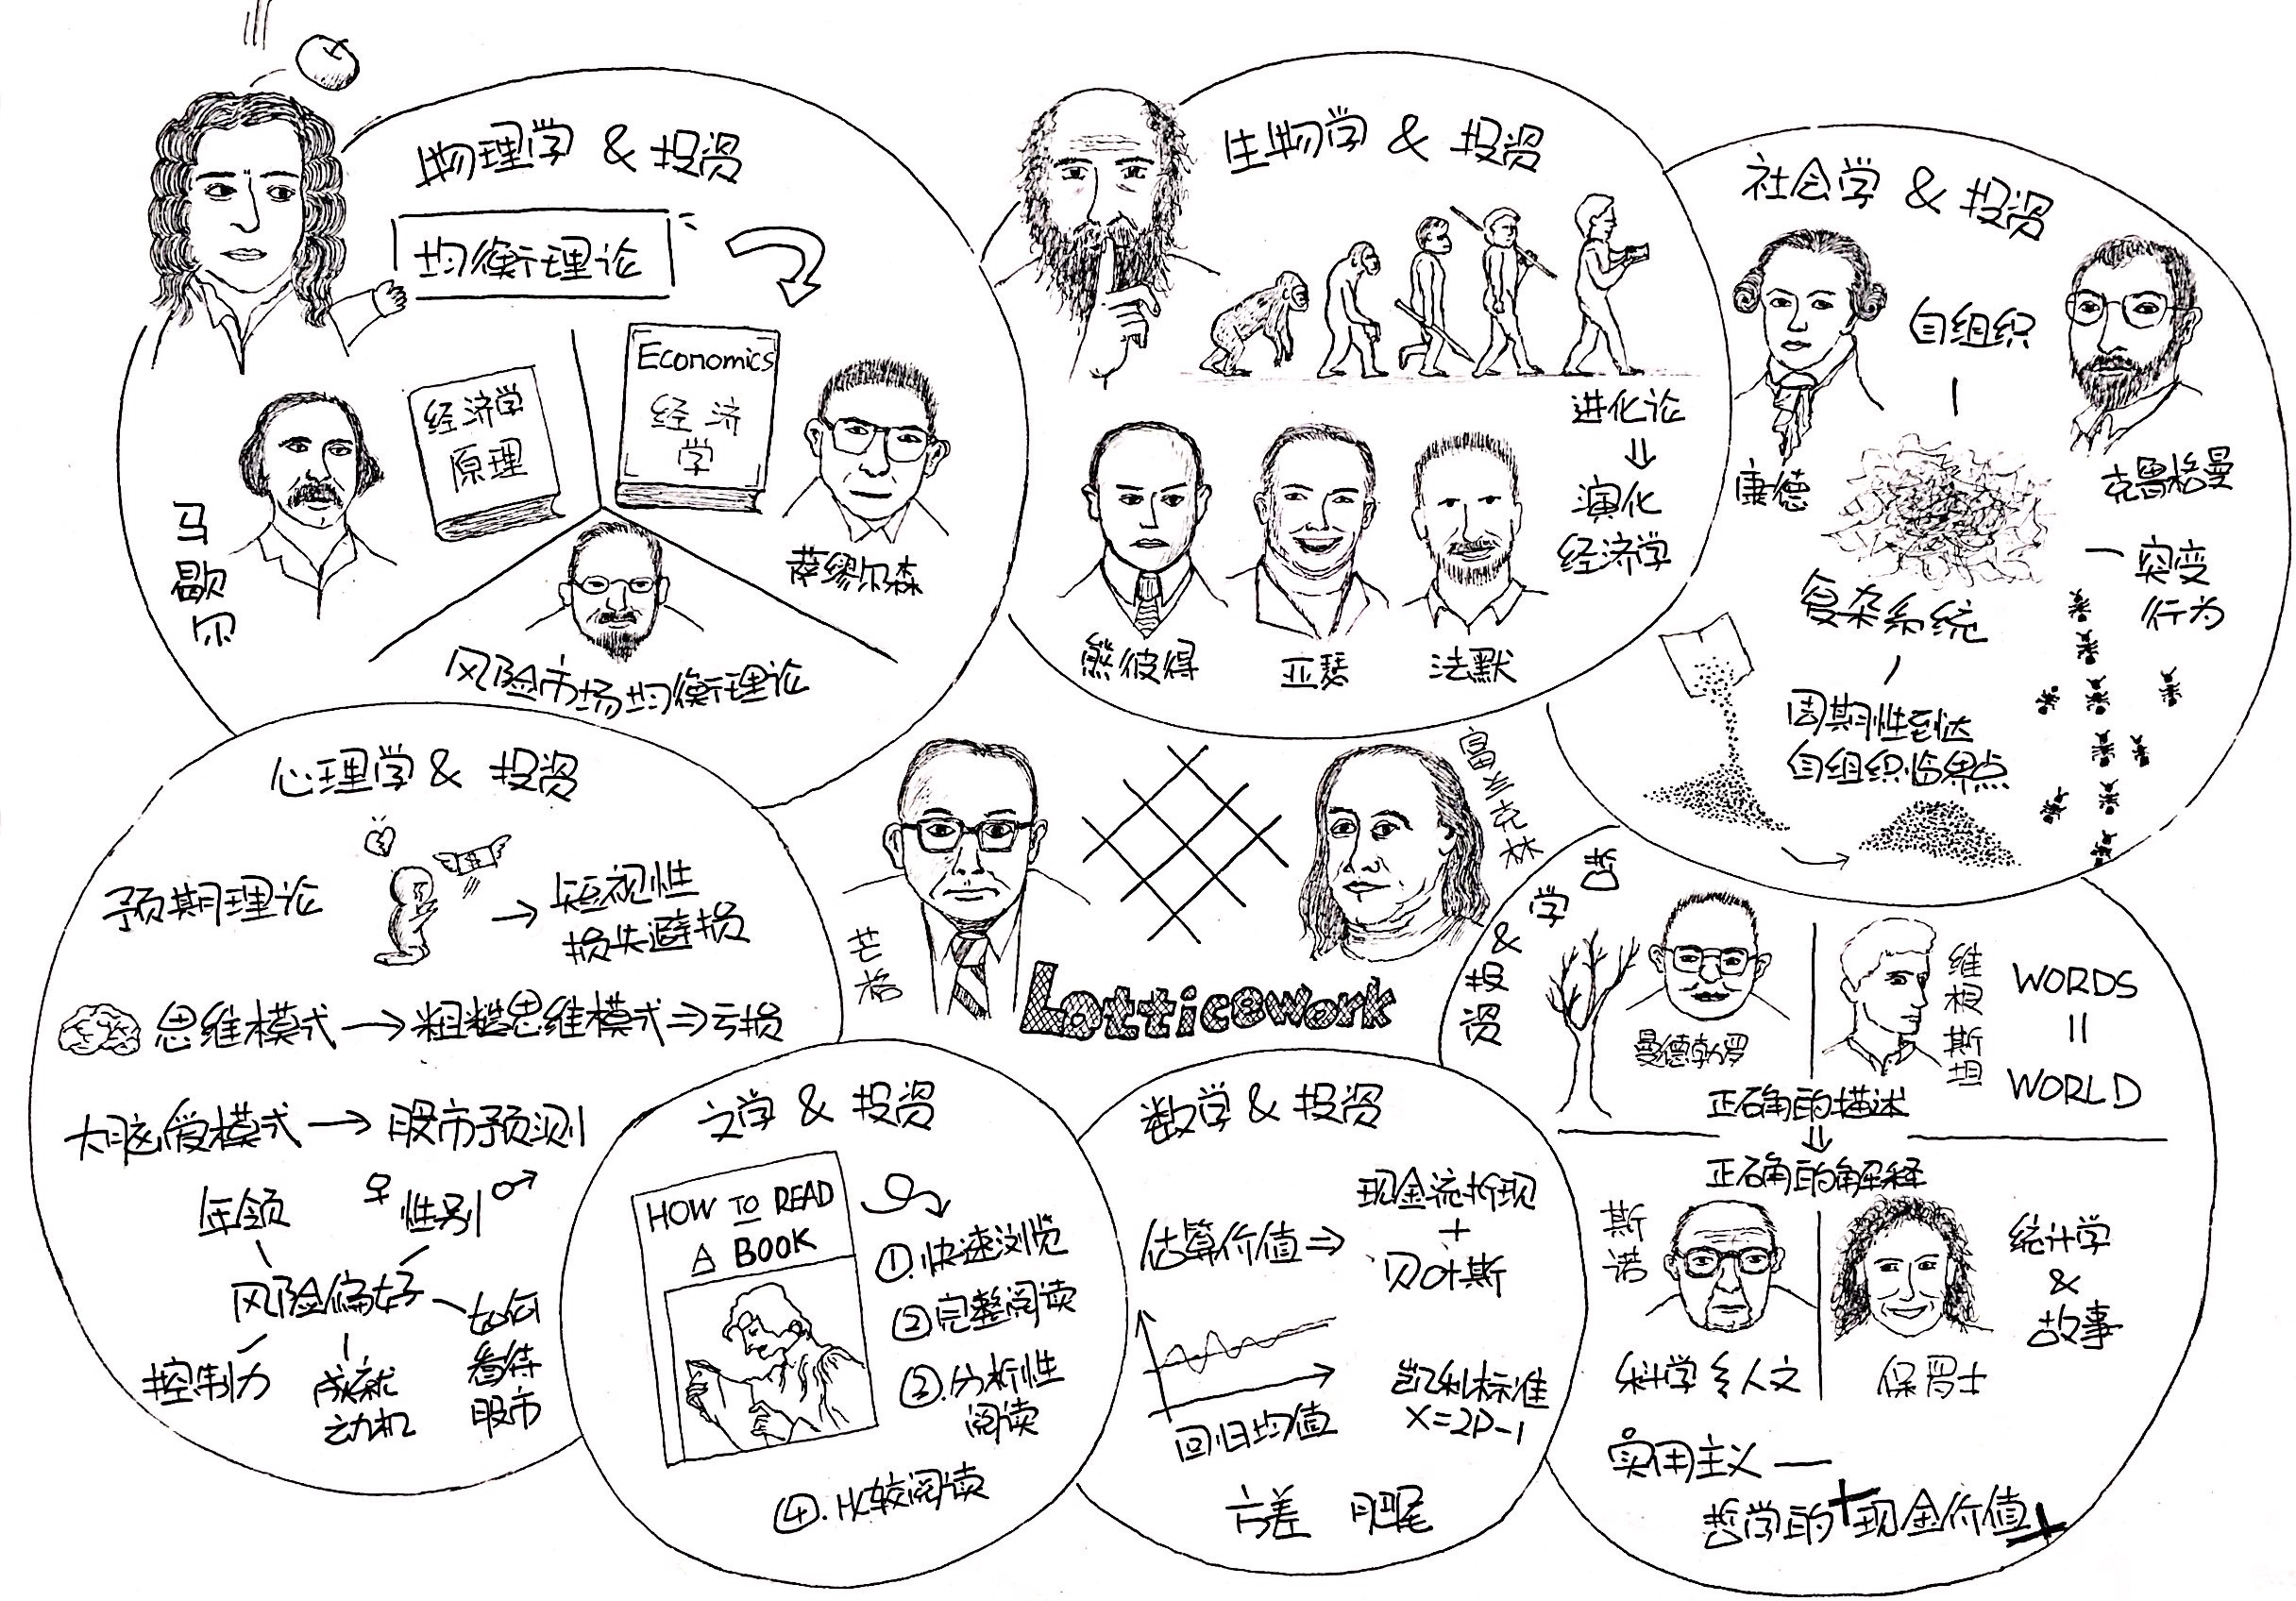 物理学 & 投资
均衡理论
经济学
原理
Economics
经济
学
马
歇
尔
萨缪尔森
风险市场均衡理论
生物学 & 投资
进化论
⇓
演化
经济学
熊彼得
亚瑟
法默
社会学 & 投资
自组织
康德
克鲁格曼
复杂系统
突变
行为
周期性到达
自组织临界点
心理学 & 投资
预期理论
→ 短视性
损失避损
思维模式 → 粗糙思维模式 ⇒ 亏损
大脑爱模式 → 股市预测
年领
♀ 性别 ♂
风险偏好
控制力
成就
动机
如何
看待
股市
芒格
富兰克林
Latticework
文学 & 投资
HOW TO READ
A BOOK
①.快速浏览
②完整阅读
③.分析性
阅读
④.比较阅读
数学 & 投资
估算价值 ⇒
现金流折现
+
贝叶斯
回归均值
凯利标准
X=2P-1
方差 肥尾
哲学&投资
曼德勃罗
维根斯坦
WORDS
||
WORLD
正确的描述
⇓
正确的解释
斯诺
科学与人文
保罗士
统计学
&
故事
实用主义 —
哲学的"现金价值"